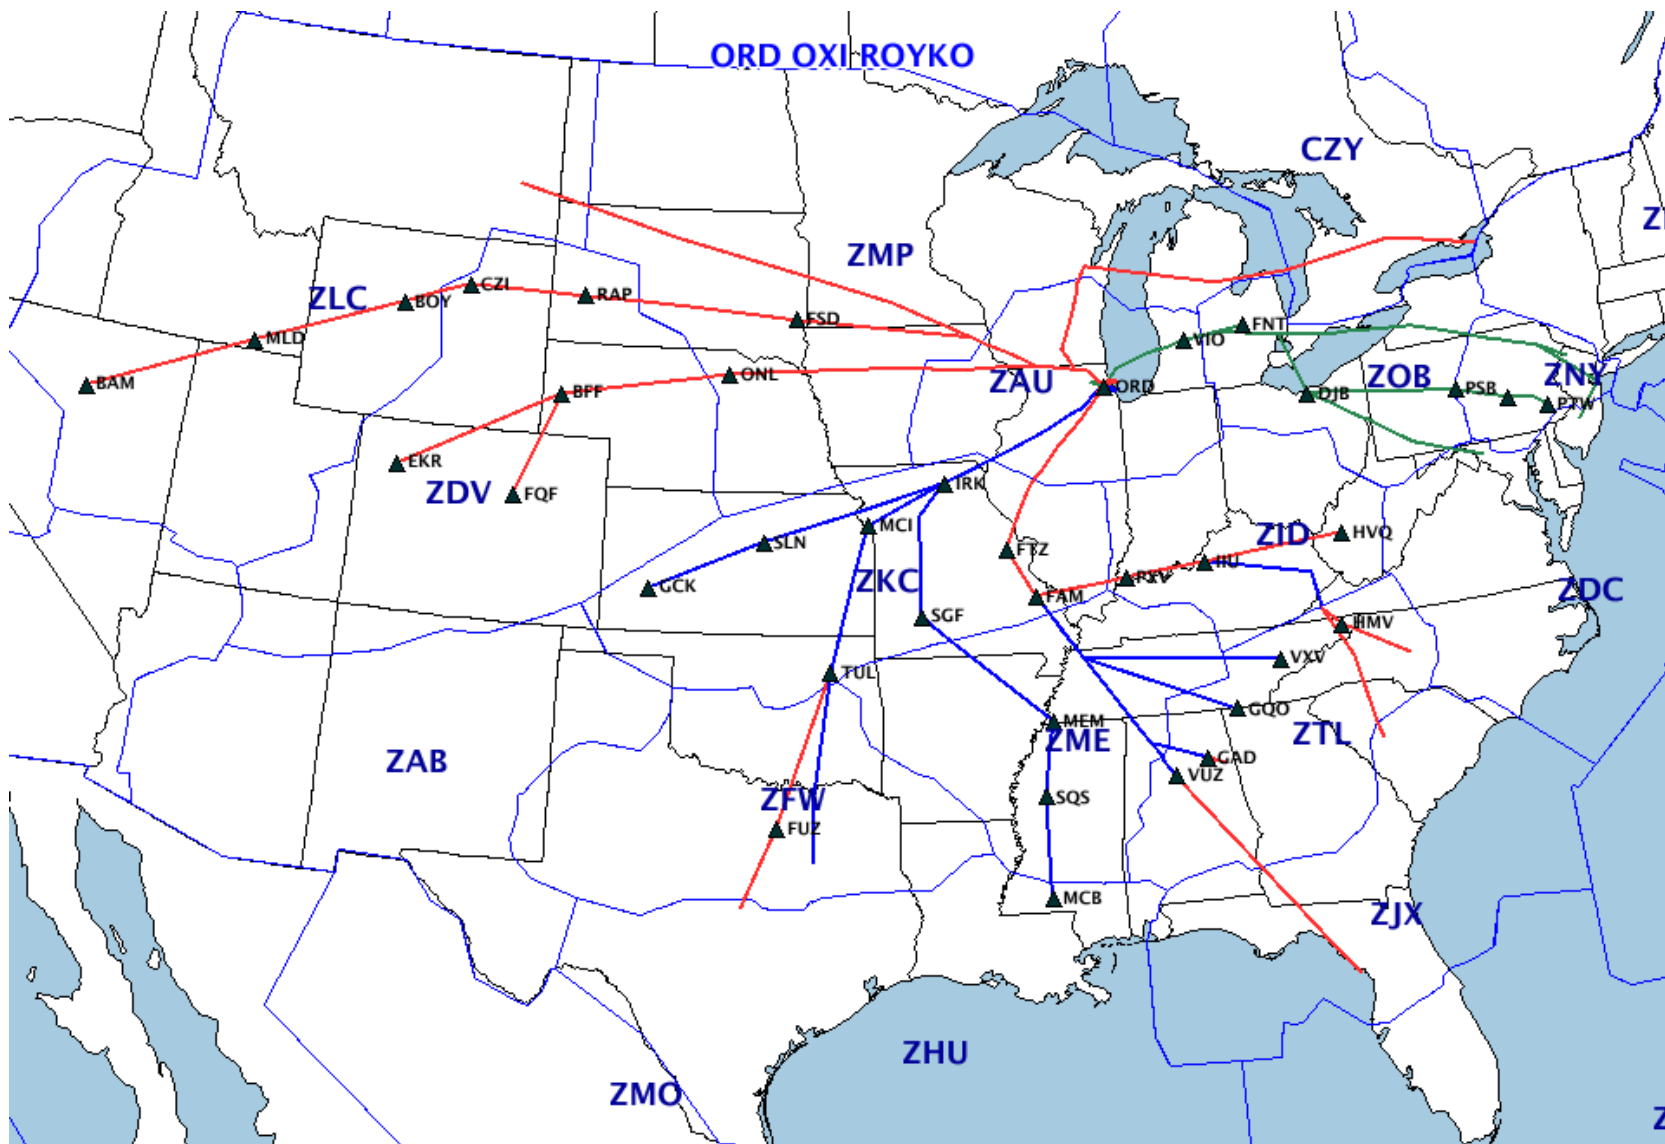 ORD OXI ROYKO
CZY
ZMP
CZI
ZLC
BOY
RAP
FSD
FNT
MLD
VIO
BAM
ONL
ZAU
ORD
ZOB
PSB
ZNY
BFF
DJB
PTW
EKR
ZDV
FQF
IRK
MCI
SLN
ZID
HVQ
FTZ
IIU
ZKC
GCK
PXV
FAM
ZDC
SGF
HMV
VXV
TUL
GQO
MEM
ZME
ZTL
ZAB
GAD
VUZ
ZFW
SQS
FUZ
MCB
ZJX
ZHU
ZMO